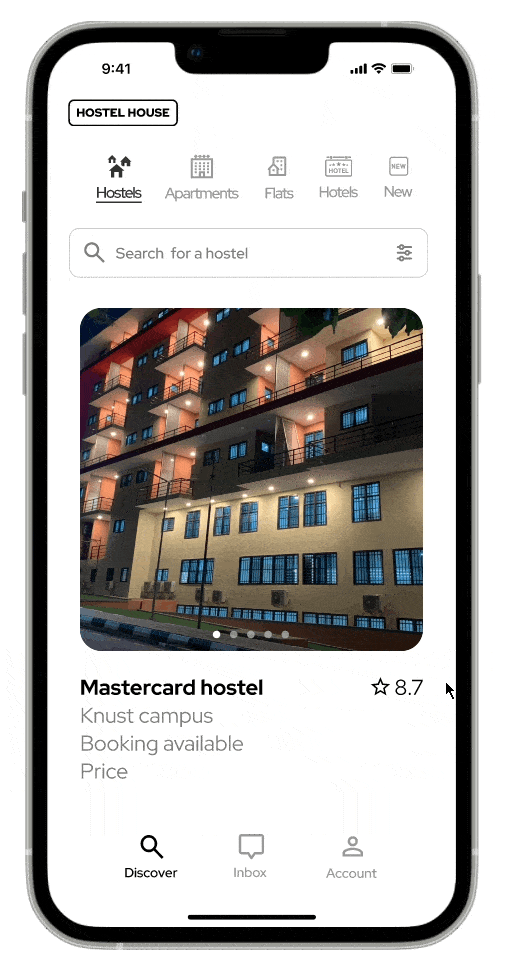 9:41
HOSTEL HOUSE
HOTEL NEW
Hostels Apartments Flats Hotels New
Search for a hostel
Mastercard hostel 8.7
Knust campus
Booking available
Price
Discover Inbox Account